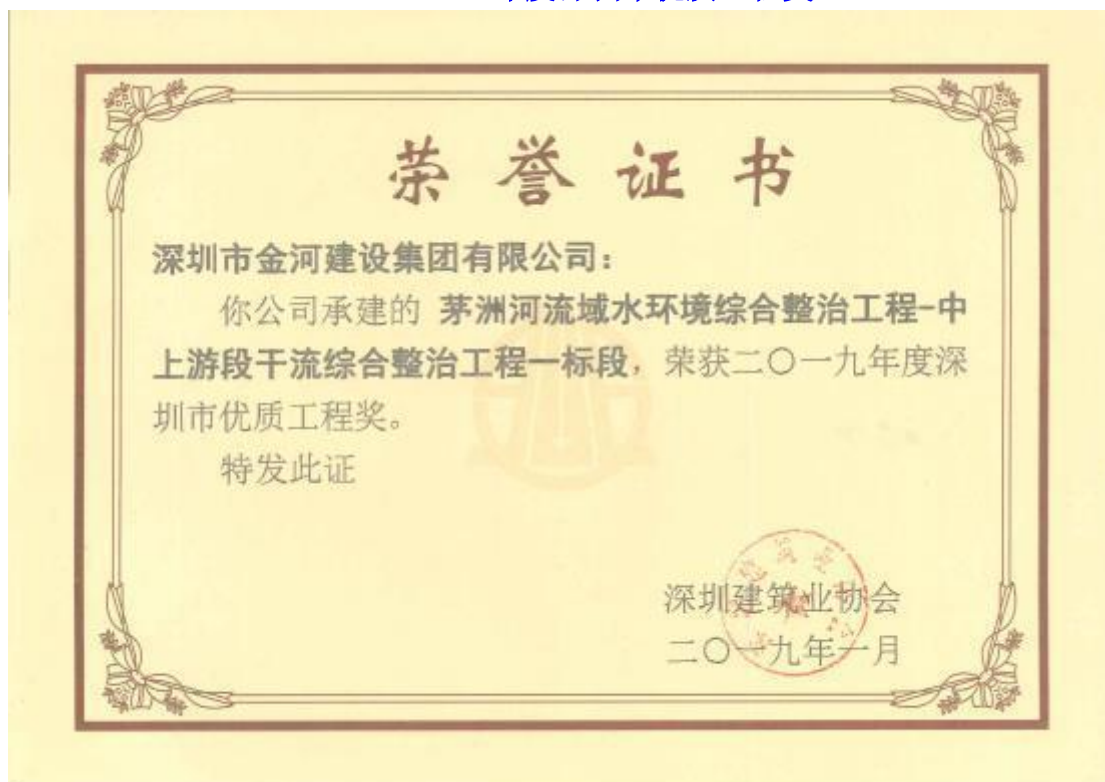 荣誉证书
深圳市金河建设集团有限公司：
你公司承建的 茅洲河流域水环境综合整治工程-中
上游段干流综合整治工程一标段，荣获二〇一九年度深
圳市优质工程奖。
特发此证
深圳建筑业协会
二〇一九年一月